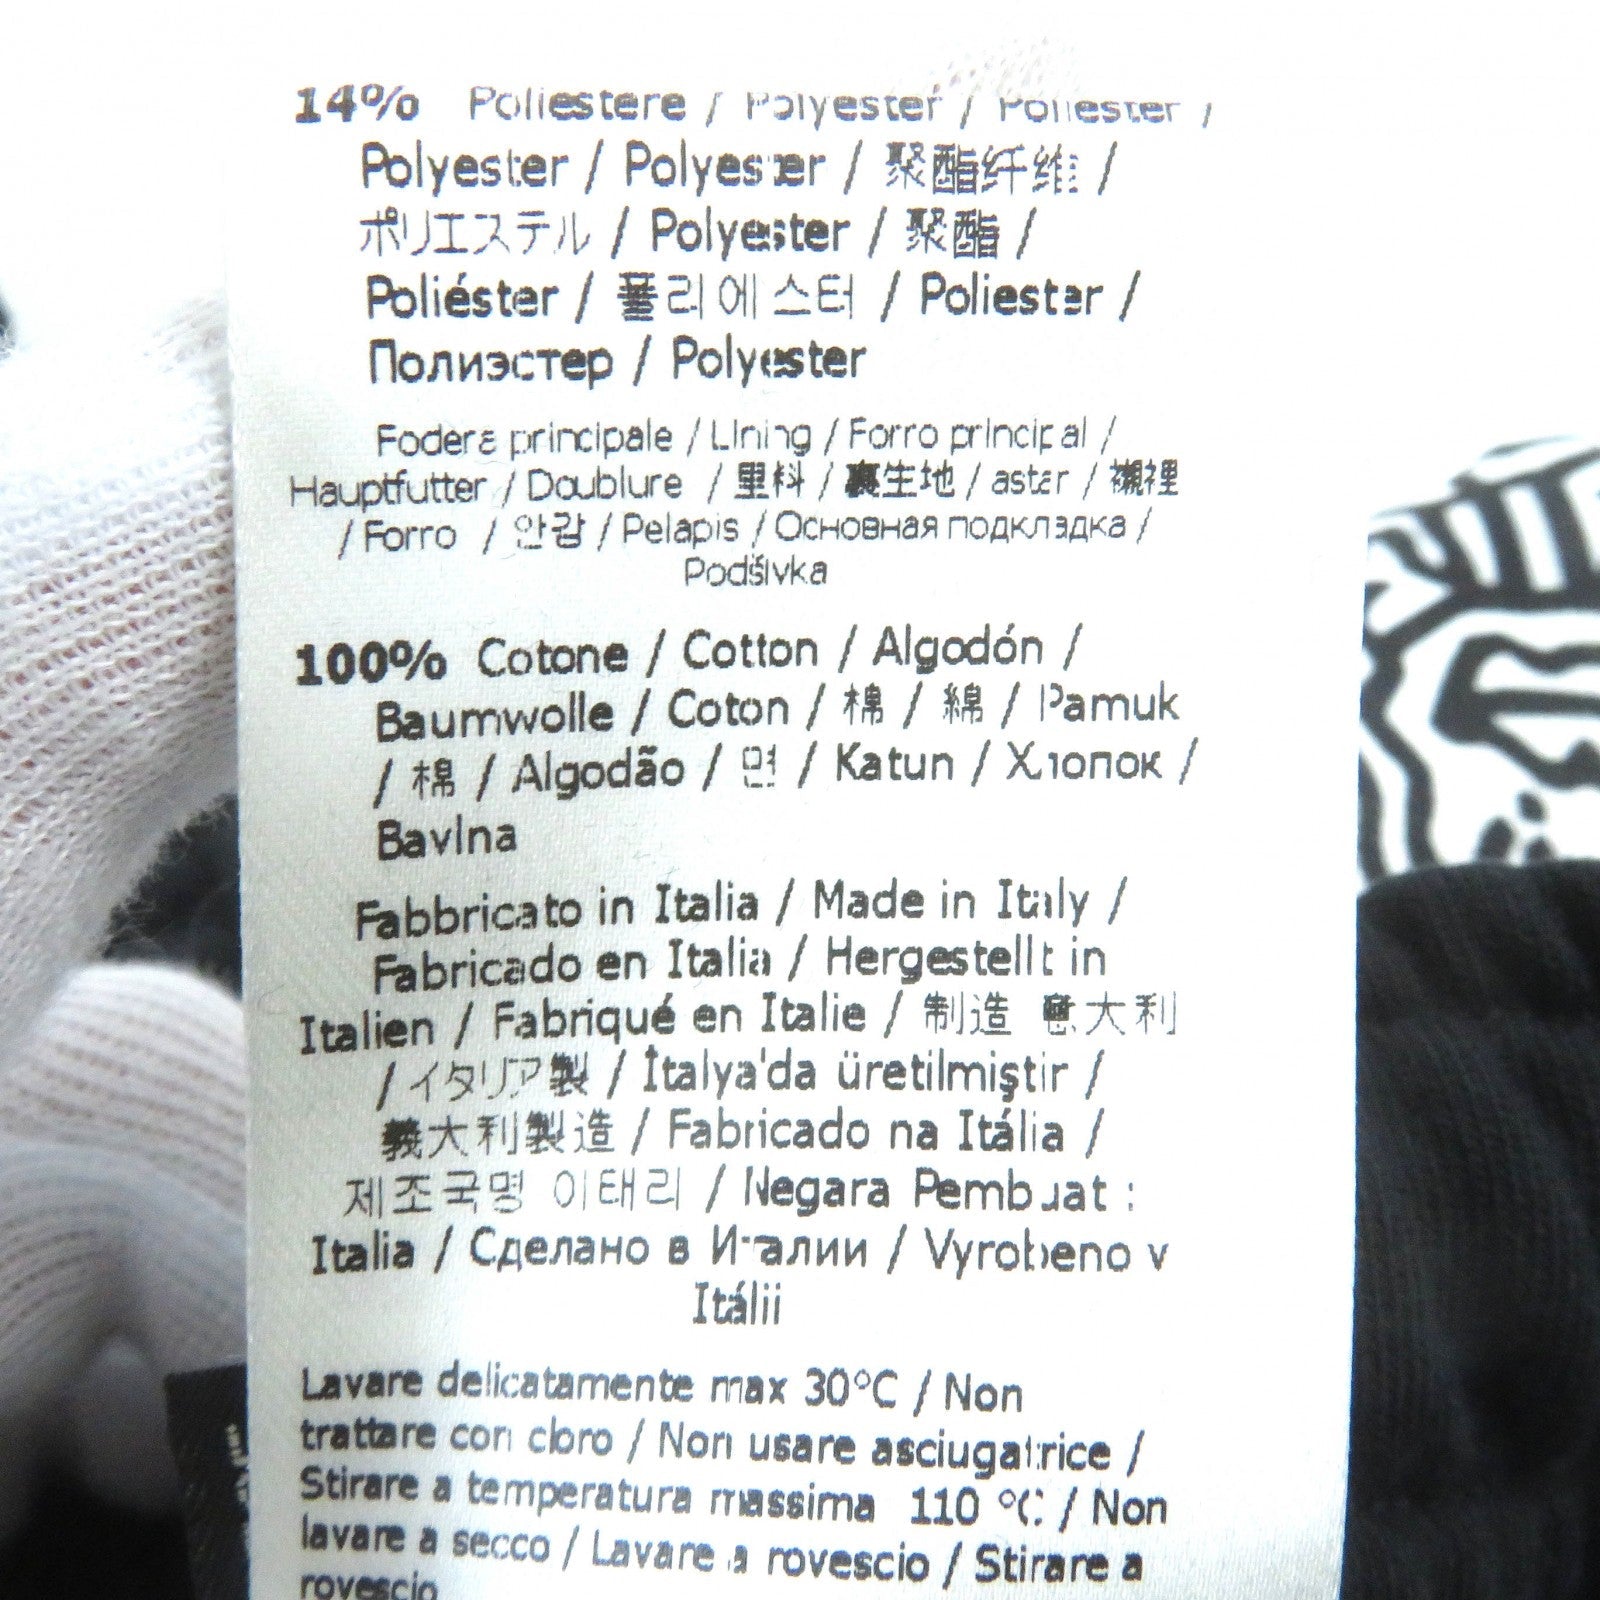 14% Poliestere / Polyester / Poliester /
Polyester / Polyester / 聚酯纤维 /
ポリエステル / Polyester / 聚酯 /
Poliéster / 폴리에스터 / Poliester /
Полиэстер / Polyester
Fodera principale / Lining / Forro principal /
Hauptfutter / Doublure / 里料 / 裏生地 / astar / 襯裡
/ Forro / 안감 / Pelapis / Основная подкладка /
Podšívka
100% Cotone / Cotton / Algodón /
Baumwolle / Coton / 棉 / 綿 / Pamuk
/ 棉 / Algodão / 면 / Katun / Хлопок /
Bavlna
Fabbricato in Italia / Made in Italy /
Fabricado en Italia / Hergestellt in
Italien / Fabriqué en Italie / 制造 意大利
/ イタリア製 / İtalya'da üretilmiştir /
義大利製造 / Fabricado na Itália /
제조국명 이태리 / Negara Pembuat :
Italia / Сделано в Италии / Vyrobeno v
Itálii
Lavare delicatamente max 30°C / Non
trattare con cloro / Non usare asciugatrice /
Stirare a temperatura massima 110 °C / Non
lavare a secco / Lavare a rovescio / Stirare a
rovescio